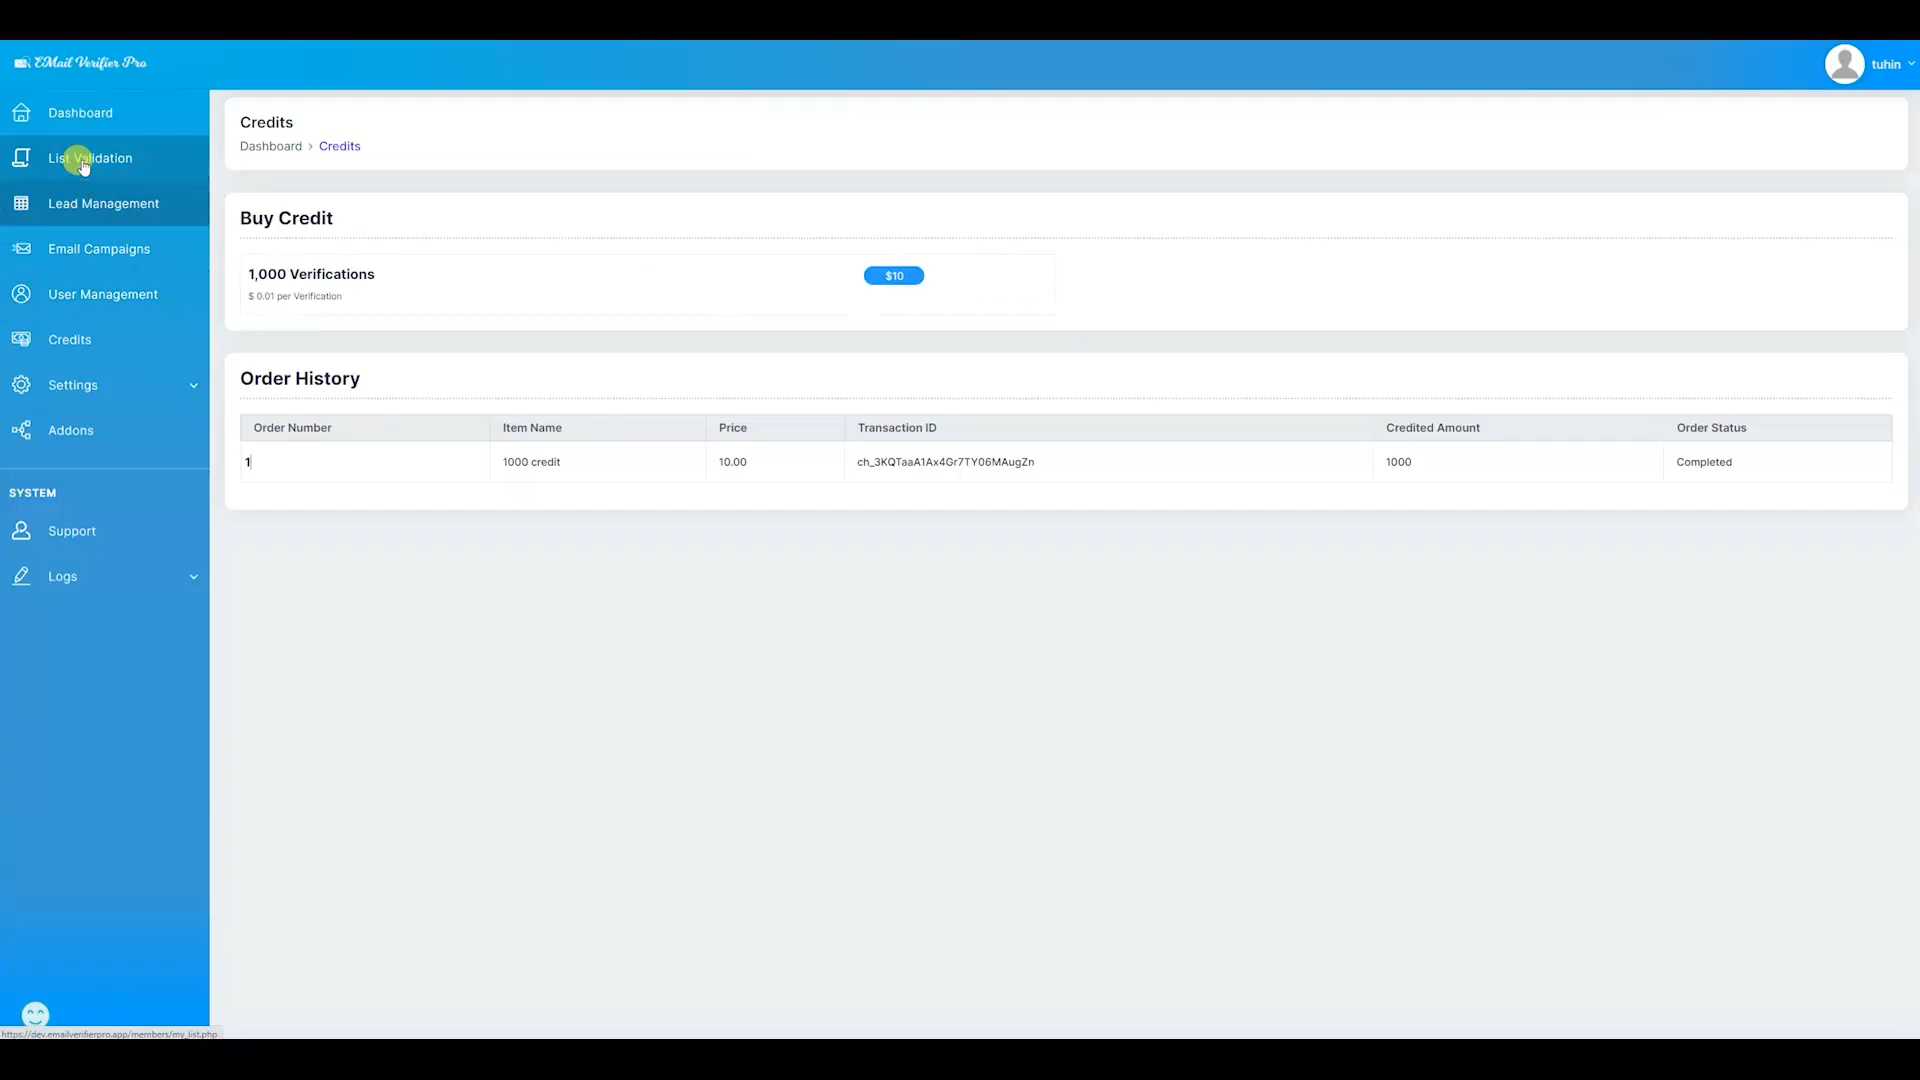 EMail Verifier Pro
tuhin
Dashboard
List Validation
Lead Management
Email Campaigns
User Management
Credits
Settings
Addons
SYSTEM
Support
Logs
https://dev.emailverifierpro.app/members/my_list.php
Credits
Dashboard › Credits
Buy Credit
1,000 Verifications
$10
$ 0.01 per Verification
Order History
Order Number Item Name Price Transaction ID Credited Amount Order Status
1 1000 credit 10.00 ch_3KQTaaA1Ax4Gr7TY06MAugZn 1000 Completed